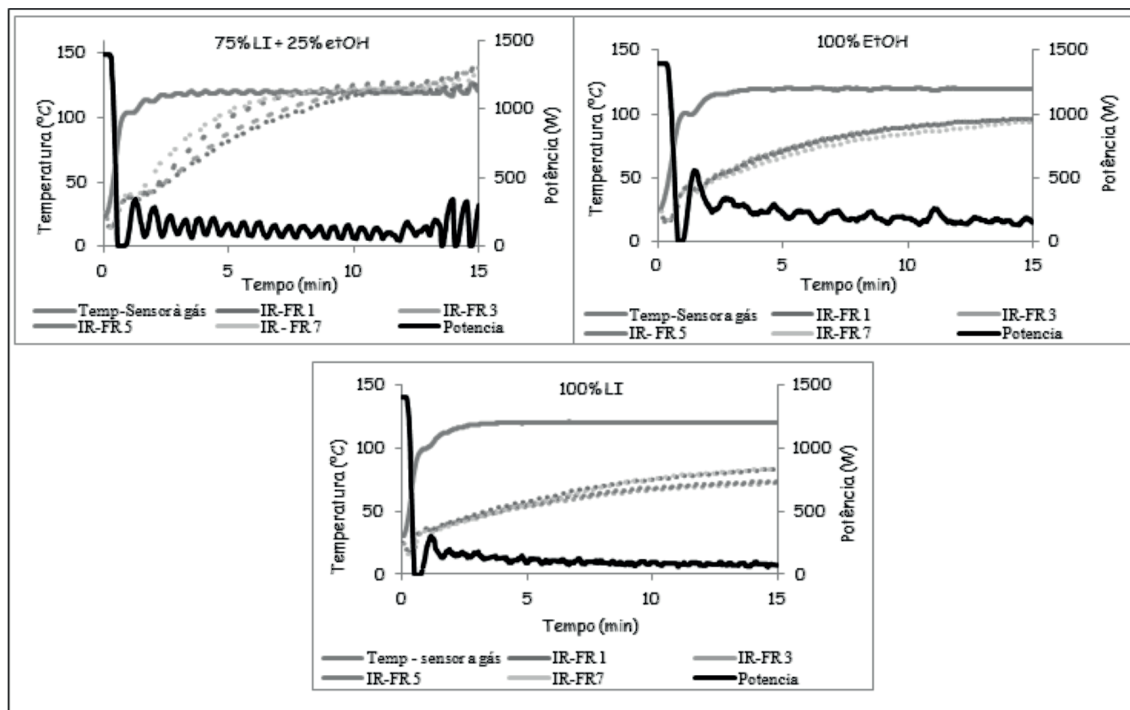 75% LI + 25% etOH
150
100
50
0
Temperatura (ºC)
1500
1000
500
0
Potência (W)
0 5 10 15
Tempo (min)
Temp-Sensor à gás IR-FR 1 IR-FR 3
IR-FR 5 IR - FR 7 Potencia
100% EtOH
150
100
50
0
Temperatura (ºC)
1500
1000
500
0
Potência (W)
0 5 10 15
Tempo (min)
Temp-Sensor a gás IR-FR 1 IR-FR 3
IR- FR 5 IR-FR 7 Potencia
100% LI
150
100
50
0
Temperatura (ºC)
1500
1000
500
0
Potência (W)
0 5 10 15
Tempo (min)
Temp - sensor a gás IR-FR 1 IR-FR 3
IR-FR 5 IR-FR7 Potencia